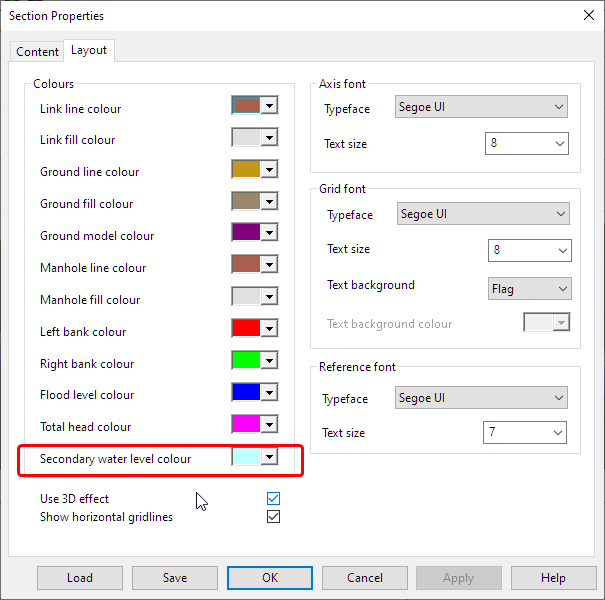 Section Properties
Content Layout
Colours
Link line colour
Link fill colour
Ground line colour
Ground fill colour
Ground model colour
Manhole line colour
Manhole fill colour
Left bank colour
Right bank colour
Flood level colour
Total head colour
Secondary water level colour
Use 3D effect
Show horizontal gridlines
Axis font
Typeface Segoe UI
Text size 8
Grid font
Typeface Segoe UI
Text size 8
Text background Flag
Text background colour
Reference font
Typeface Segoe UI
Text size 7
Load Save OK Cancel Apply Help